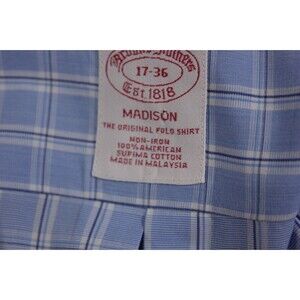 Brooks Brothers
17-36
Est 1818
MADISON
THE ORIGINAL POLO SHIRT
NON-IRON
100% AMERICAN
SUPIMA COTTON
MADE IN MALAYSIA